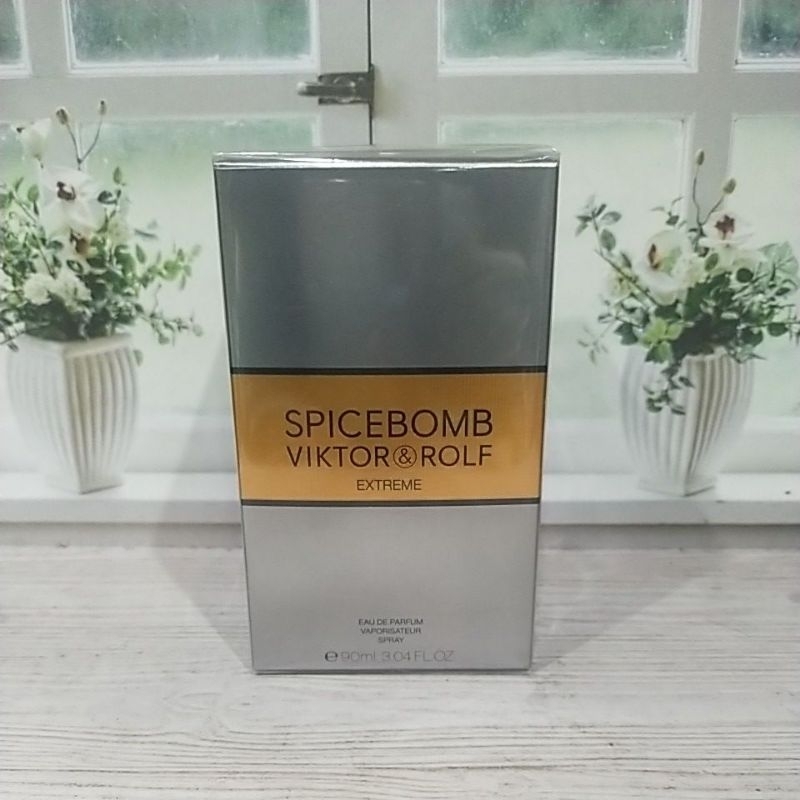 SPICEBOMB
VIKTOR&ROLF
EXTREME
EAU DE PARFUM
VAPORISATEUR
SPRAY
℮ 90ml 3.04 FL.OZ